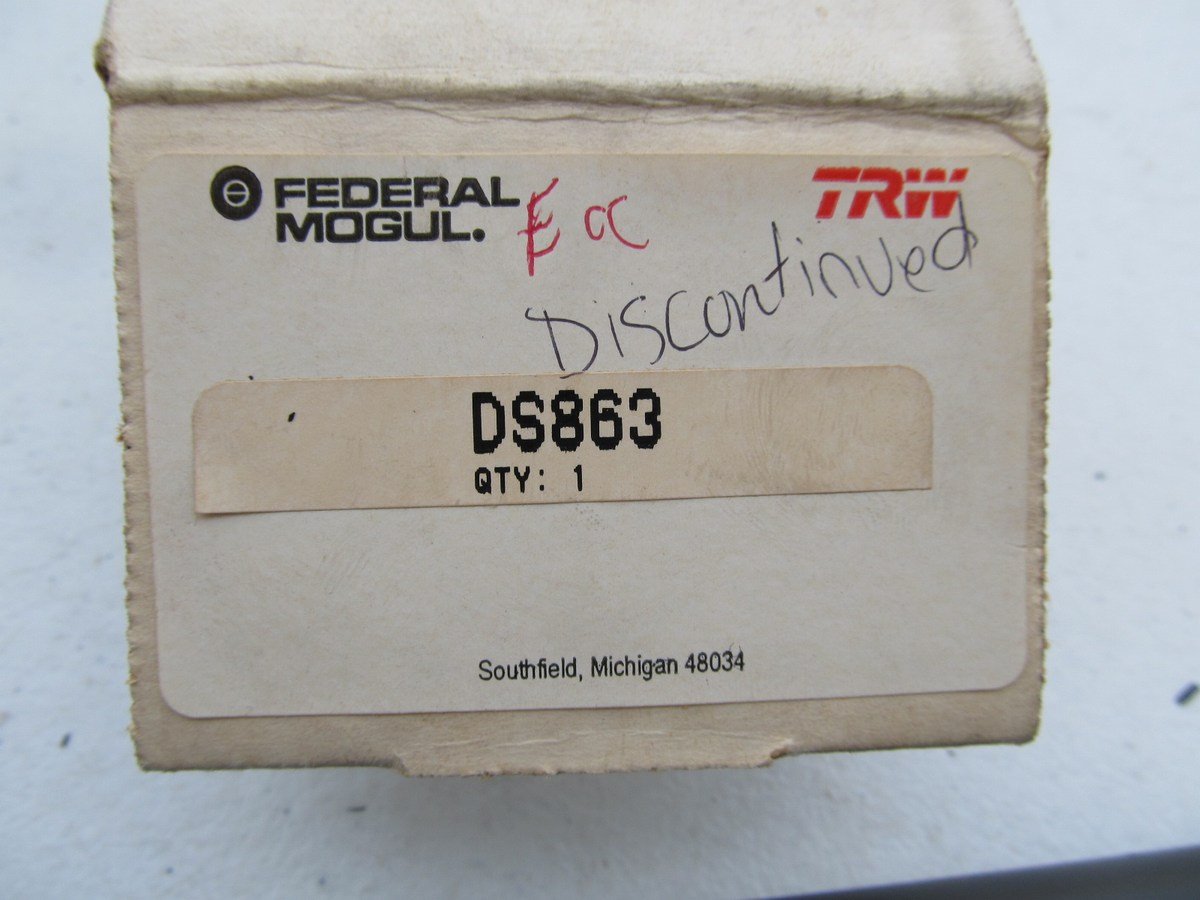 FEDERAL
MOGUL.
TRW
Discontinued
DS863
QTY: 1
Southfield, Michigan 48034